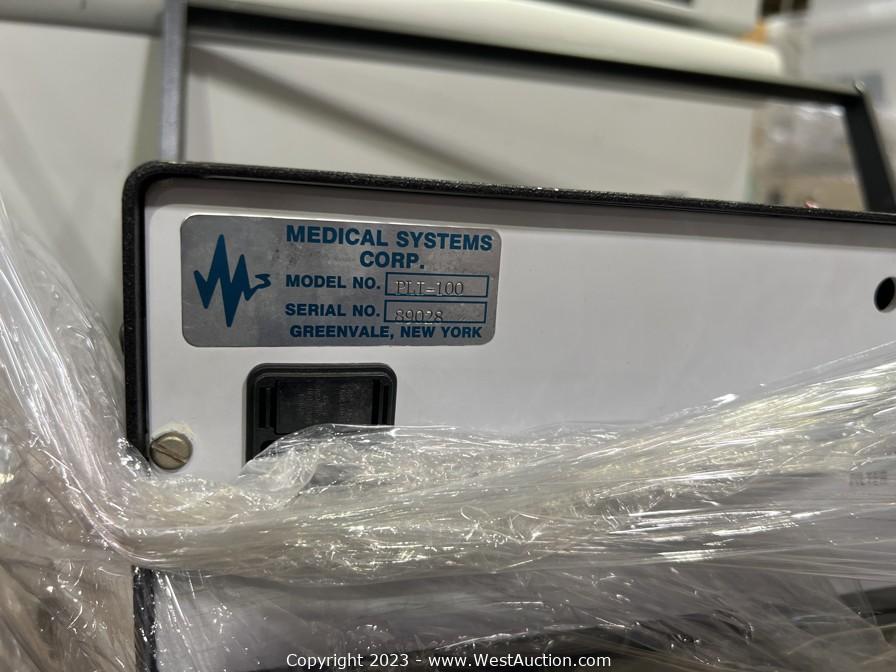 MEDICAL SYSTEMS
CORP.
MODEL NO. PLI-100
SERIAL NO. 89028
GREENVALE, NEW YORK
Copyright 2023 - www.WestAuction.com